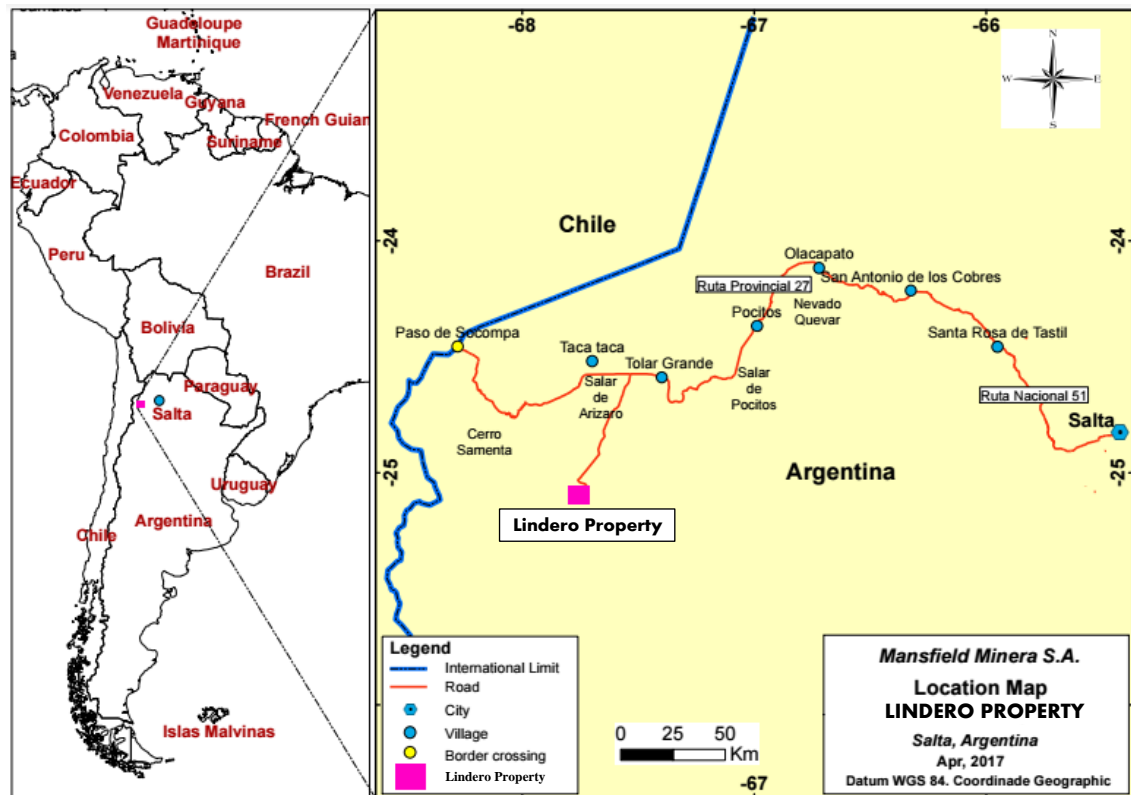 Guadeloupe
Martinique
Venezuela
Guyana
French Guian
Colombia
Suriname
Ecuador
Peru
Brazil
Bolivia
Paraguay
Salta
Uruguay
Argentina
Chile
Islas Malvinas
-68
-67
-66
N
W
E
S
Chile
-24
-24
Olacapato
San Antonio de los Cobres
Ruta Provincial 27
Nevado
Quevar
Pocitos
Paso de Socompa
Taca taca
Tolar Grande
Santa Rosa de Tastil
Salar
de
Arizaro
Salar
de
Pocitos
Ruta Nacional 51
Salta
Cerro
Samenta
-25
-25
Argentina
Lindero Property
Legend
International Limit
Road
City
Village
Border crossing
Lindero Property
0 25 50
Km
-67
Mansfield Minera S.A.
Location Map
LINDERO PROPERTY
Salta, Argentina
Apr, 2017
Datum WGS 84. Coordinade Geographic